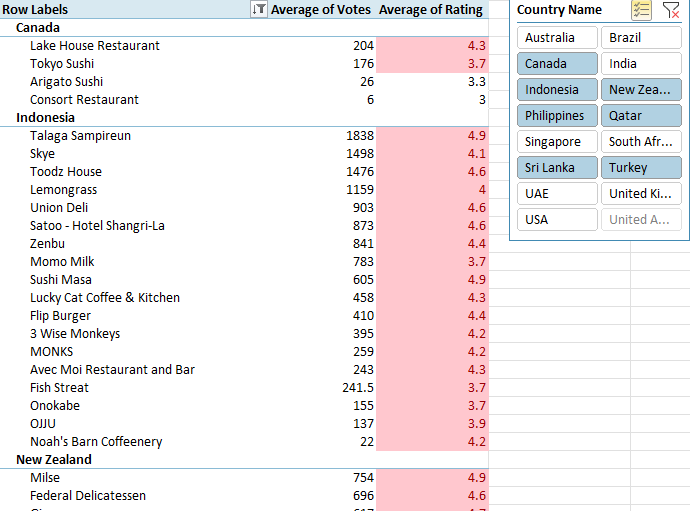 Row Labels Average of Votes Average of Rating
Canada
Lake House Restaurant 204 4.3
Tokyo Sushi 176 3.7
Arigato Sushi 26 3.3
Consort Restaurant 6 3
Indonesia
Talaga Sampireun 1838 4.9
Skye 1498 4.1
Toodz House 1476 4.6
Lemongrass 1159 4
Union Deli 903 4.6
Satoo - Hotel Shangri-La 873 4.6
Zenbu 841 4.4
Momo Milk 783 3.7
Sushi Masa 605 4.9
Lucky Cat Coffee & Kitchen 458 4.3
Flip Burger 410 4.4
3 Wise Monkeys 395 4.2
MONKS 259 4.2
Avec Moi Restaurant and Bar 243 4.3
Fish Streat 241.5 3.7
Onokabe 155 3.7
OJJU 137 3.9
Noah's Barn Coffeenery 22 4.2
New Zealand
Milse 754 4.9
Federal Delicatessen 696 4.6
Country Name
Australia Brazil
Canada India
Indonesia New Zea...
Philippines Qatar
Singapore South Afr...
Sri Lanka Turkey
UAE United Ki...
USA United A...